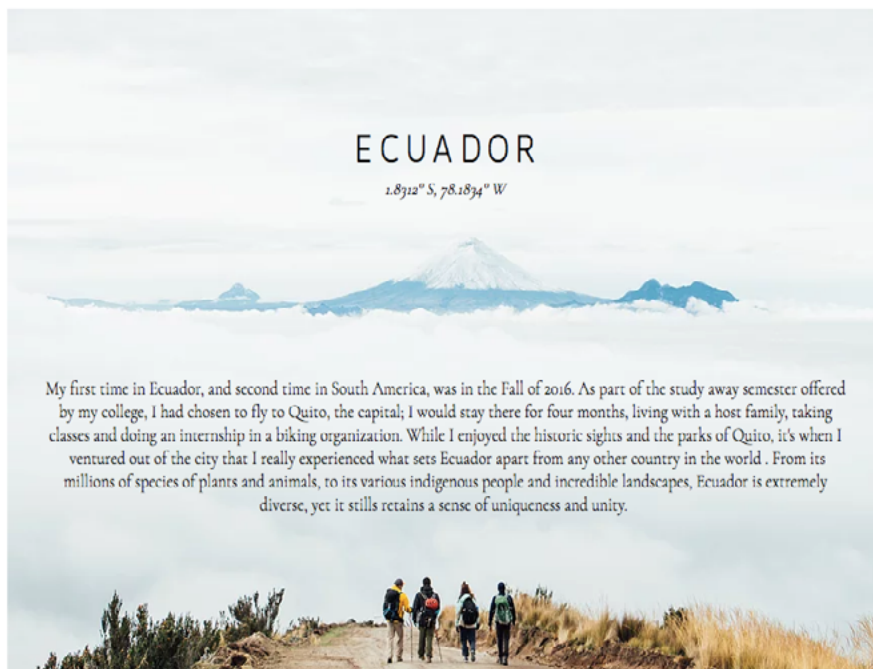 ECUADOR
1.8312° S, 78.1834° W
My first time in Ecuador, and second time in South America, was in the Fall of 2016. As part of the study away semester offered
by my college, I had chosen to fly to Quito, the capital; I would stay there for four months, living with a host family, taking
classes and doing an internship in a biking organization. While I enjoyed the historic sights and the parks of Quito, it's when I
ventured out of the city that I really experienced what sets Ecuador apart from any other country in the world . From its
millions of species of plants and animals, to its various indigenous people and incredible landscapes, Ecuador is extremely
diverse, yet it stills retains a sense of uniqueness and unity.